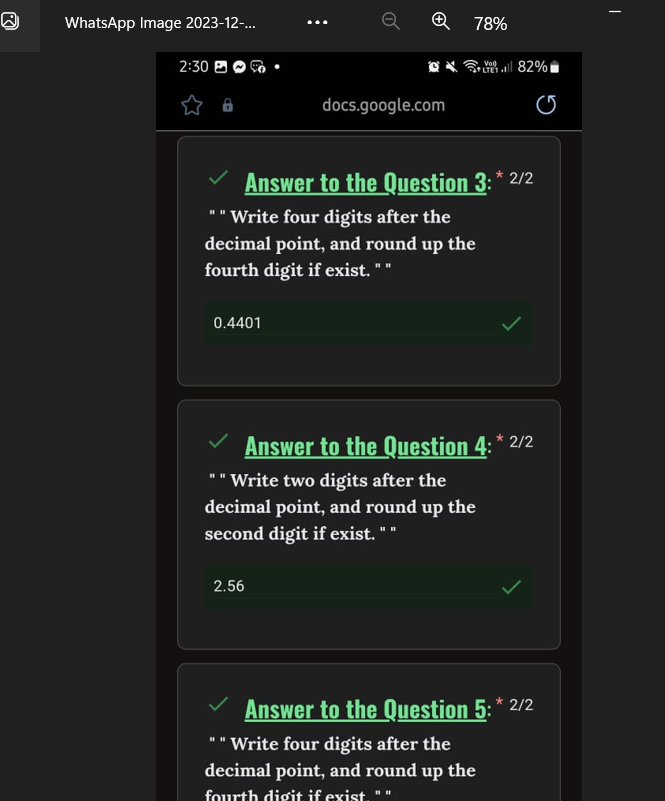 WhatsApp Image 2023-12-...
78%
2:30
Vo))
LTE1
82%
docs.google.com
Answer to the Question 3: * 2/2
" " Write four digits after the
decimal point, and round up the
fourth digit if exist. " "
0.4401
Answer to the Question 4: * 2/2
" " Write two digits after the
decimal point, and round up the
second digit if exist. " "
2.56
Answer to the Question 5: * 2/2
" " Write four digits after the
decimal point, and round up the
fourth digit if exist. " "